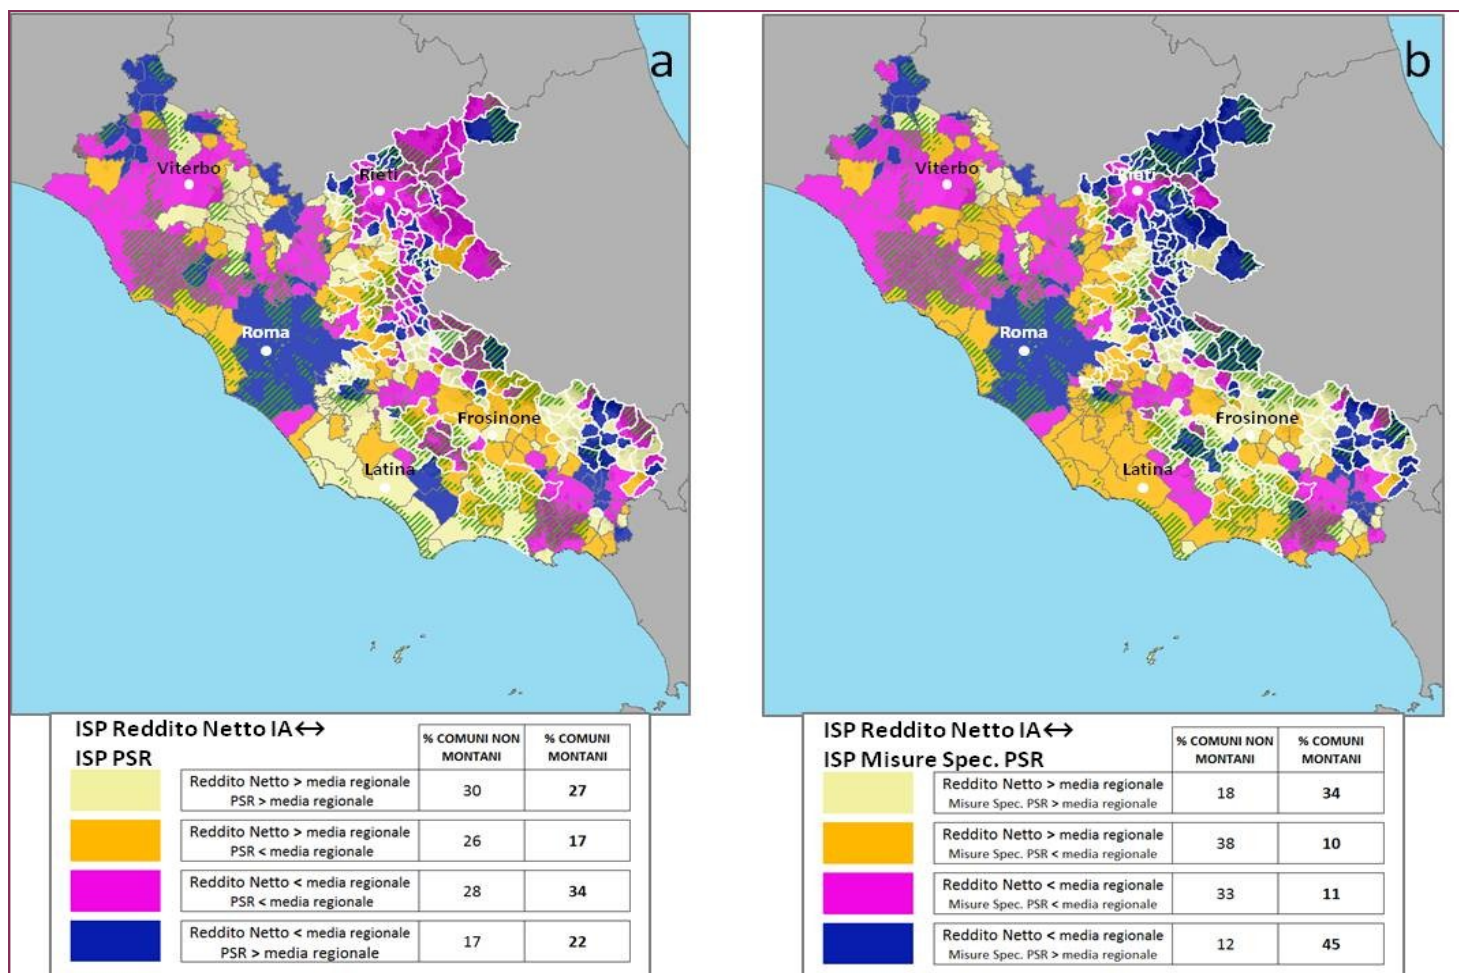 a
Viterbo
Rieti
Roma
Frosinone
Latina
ISP Reddito Netto IA↔
ISP PSR
% COMUNI NON
MONTANI
% COMUNI
MONTANI
Reddito Netto > media regionale
PSR > media regionale
30
27
Reddito Netto > media regionale
PSR < media regionale
26
17
Reddito Netto < media regionale
PSR < media regionale
28
34
Reddito Netto < media regionale
PSR > media regionale
17
22
b
Viterbo
Rieti
Roma
Frosinone
Latina
ISP Reddito Netto IA↔
ISP Misure Spec. PSR
% COMUNI NON
MONTANI
% COMUNI
MONTANI
Reddito Netto > media regionale
Misure Spec. PSR > media regionale
18
34
Reddito Netto > media regionale
Misure Spec. PSR < media regionale
38
10
Reddito Netto < media regionale
Misure Spec. PSR < media regionale
33
11
Reddito Netto < media regionale
Misure Spec. PSR > media regionale
12
45